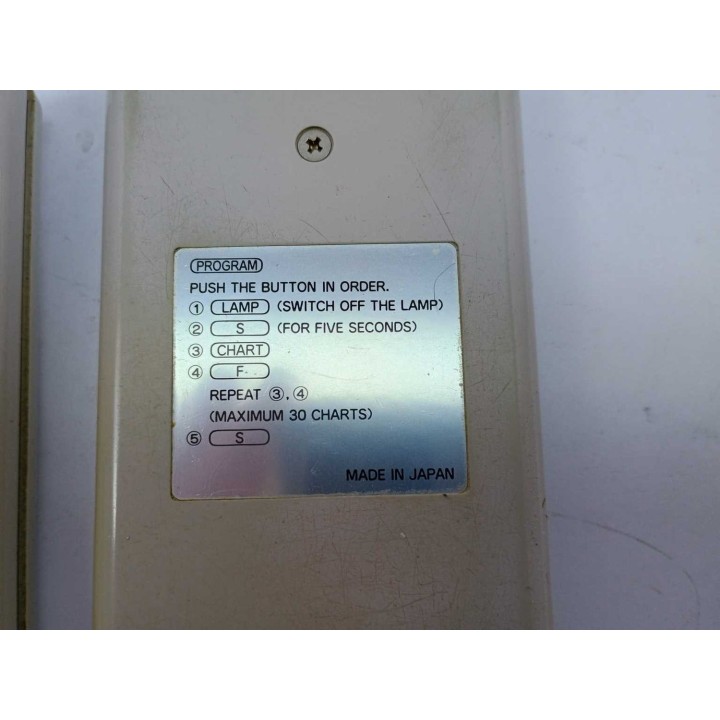 PROGRAM
PUSH THE BUTTON IN ORDER.
① LAMP (SWITCH OFF THE LAMP)
② S (FOR FIVE SECONDS)
③ CHART
④ F
REPEAT ③, ④
(MAXIMUM 30 CHARTS)
⑤ S
MADE IN JAPAN